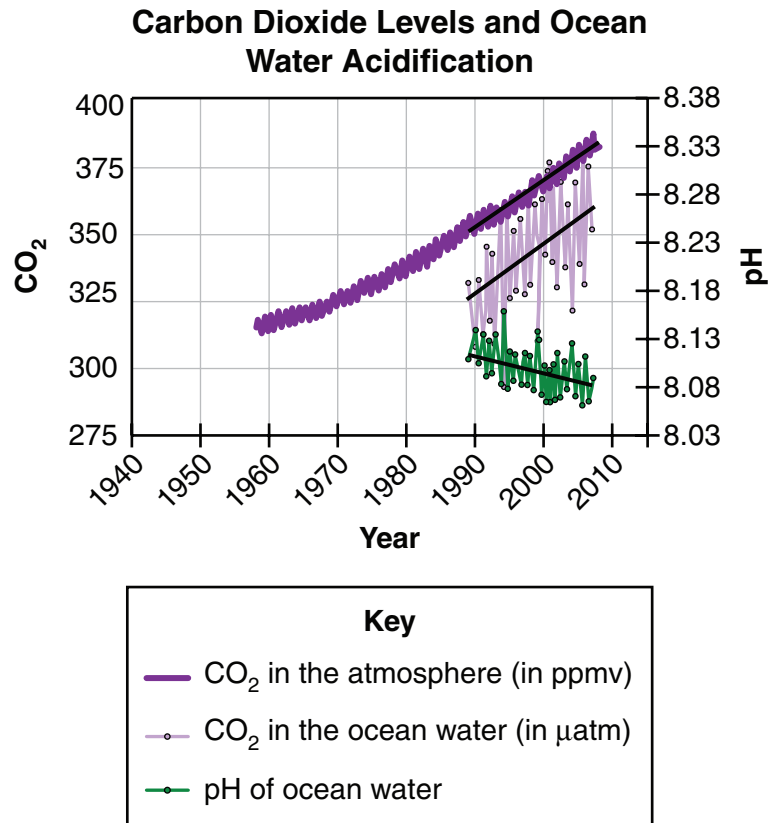 Carbon Dioxide Levels and Ocean
Water Acidification
400
375
350
325
300
275
CO₂
8.38
8.33
8.28
8.23
8.18
8.13
8.08
8.03
pH
1940
1950
1960
1970
1980
1990
2000
2010
Year
Key
CO₂ in the atmosphere (in ppmv)
CO₂ in the ocean water (in µatm)
pH of ocean water